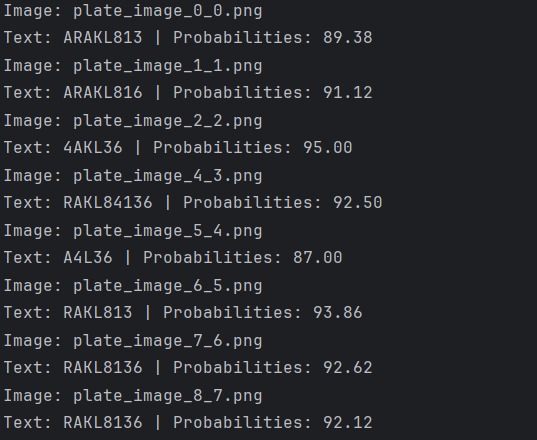 Image: plate_image_0_0.png
Text: ARAKL813 | Probabilities: 89.38
Image: plate_image_1_1.png
Text: ARAKL816 | Probabilities: 91.12
Image: plate_image_2_2.png
Text: 4AKL36 | Probabilities: 95.00
Image: plate_image_4_3.png
Text: RAKL84136 | Probabilities: 92.50
Image: plate_image_5_4.png
Text: A4L36 | Probabilities: 87.00
Image: plate_image_6_5.png
Text: RAKL813 | Probabilities: 93.86
Image: plate_image_7_6.png
Text: RAKL8136 | Probabilities: 92.62
Image: plate_image_8_7.png
Text: RAKL8136 | Probabilities: 92.12